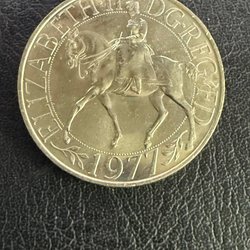 ELIZABETH·II D·G·REG F·D
1977